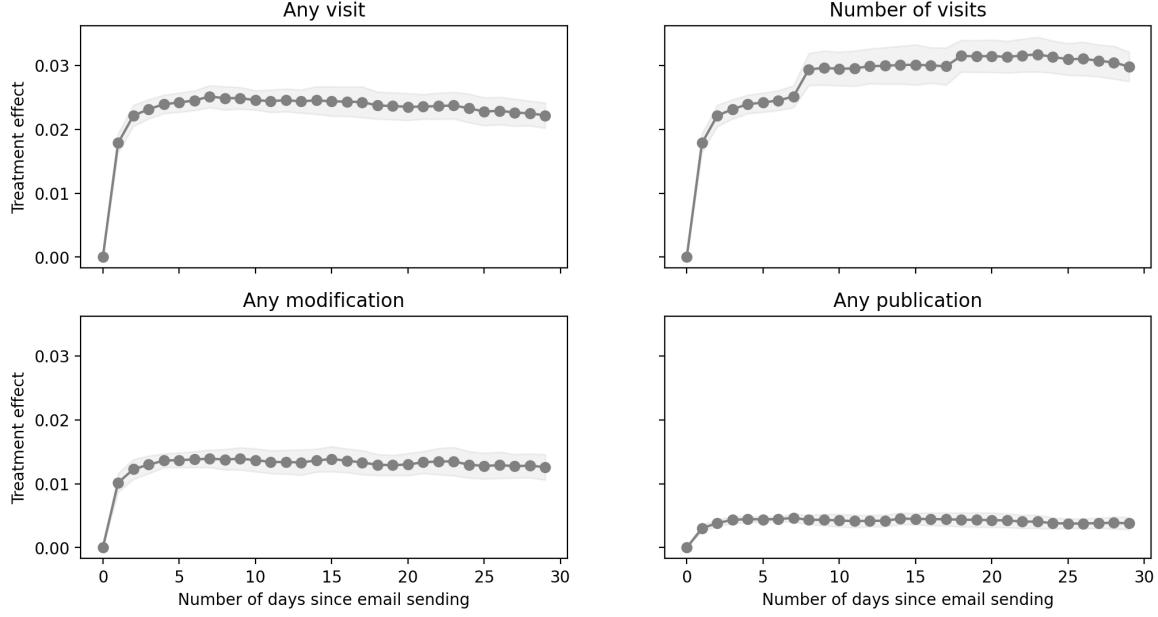 Any visit
Number of visits
Treatment effect
0.03
0.02
0.01
0.00
Any modification
Any publication
Treatment effect
0.03
0.02
0.01
0.00
0 5 10 15 20 25 30
0 5 10 15 20 25 30
Number of days since email sending
Number of days since email sending